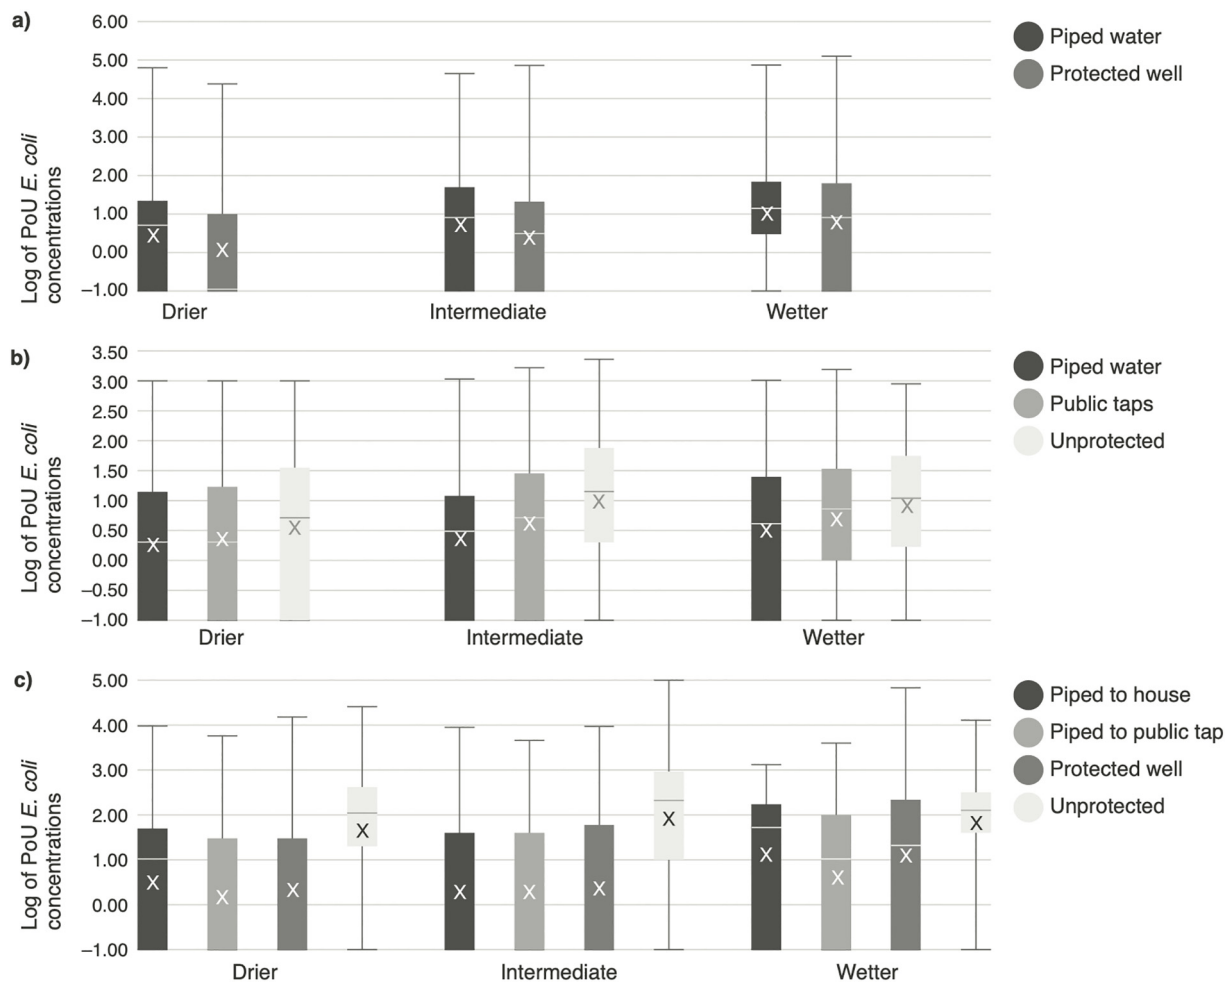 a)
Log of PoU E. coli
concentrations
6.00
5.00
4.00
3.00
2.00
1.00
0.00
–1.00
Drier
Intermediate
Wetter
Piped water
Protected well
b)
Log of PoU E. coli
concentrations
3.50
3.00
2.50
2.00
1.50
1.00
0.50
0.00
–0.50
–1.00
Drier
Intermediate
Wetter
Piped water
Public taps
Unprotected
c)
Log of PoU E. coli
concentrations
5.00
4.00
3.00
2.00
1.00
0.00
–1.00
Drier
Intermediate
Wetter
Piped to house
Piped to public tap
Protected well
Unprotected